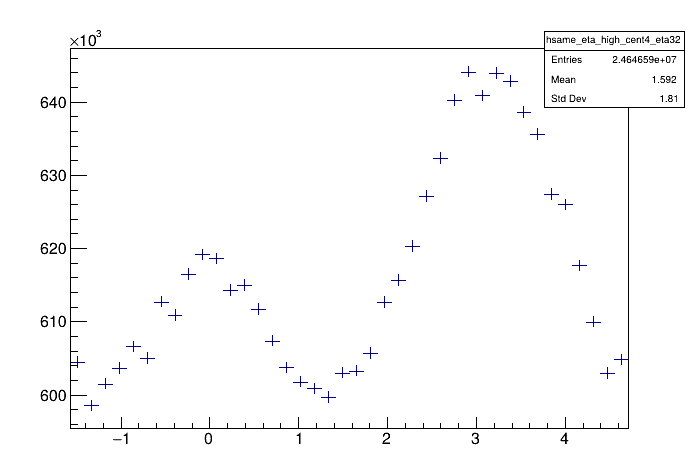 ×10³
hsame_eta_high_cent4_eta32
Entries 2.464659e+07
Mean 1.592
Std Dev 1.81
640
630
620
610
600
−1 0 1 2 3 4